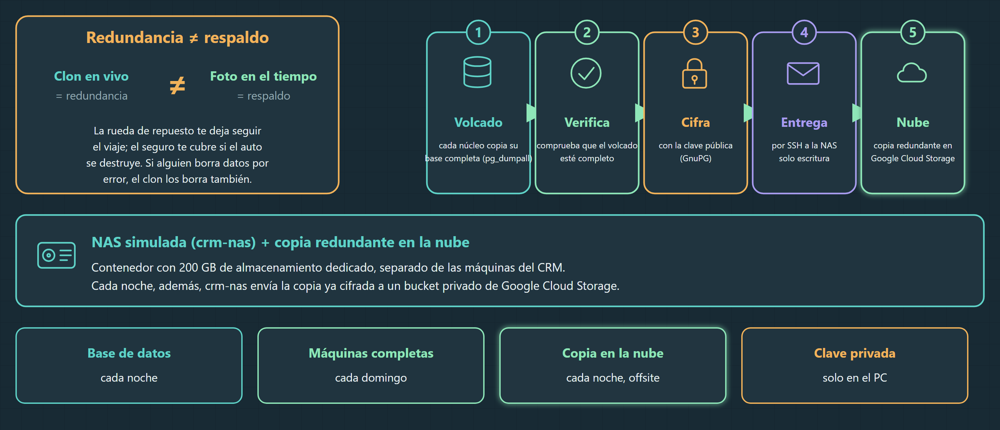 Redundancia ≠ respaldo
Clon en vivo
= redundancia
≠
Foto en el tiempo
= respaldo
La rueda de repuesto te deja seguir
el viaje; el seguro te cubre si el auto
se destruye. Si alguien borra datos por
error, el clon los borra también.
1
Volcado
cada núcleo copia su
base completa (pg_dumpall)
2
Verifica
comprueba que el volcado
esté completo
3
Cifra
con la clave pública
(GnuPG)
4
Entrega
por SSH a la NAS
solo escritura
5
Nube
copia redundante en
Google Cloud Storage
NAS simulada (crm-nas) + copia redundante en la nube
Contenedor con 200 GB de almacenamiento dedicado, separado de las máquinas del CRM.
Cada noche, además, crm-nas envía la copia ya cifrada a un bucket privado de Google Cloud Storage.
Base de datos
cada noche
Máquinas completas
cada domingo
Copia en la nube
cada noche, offsite
Clave privada
solo en el PC